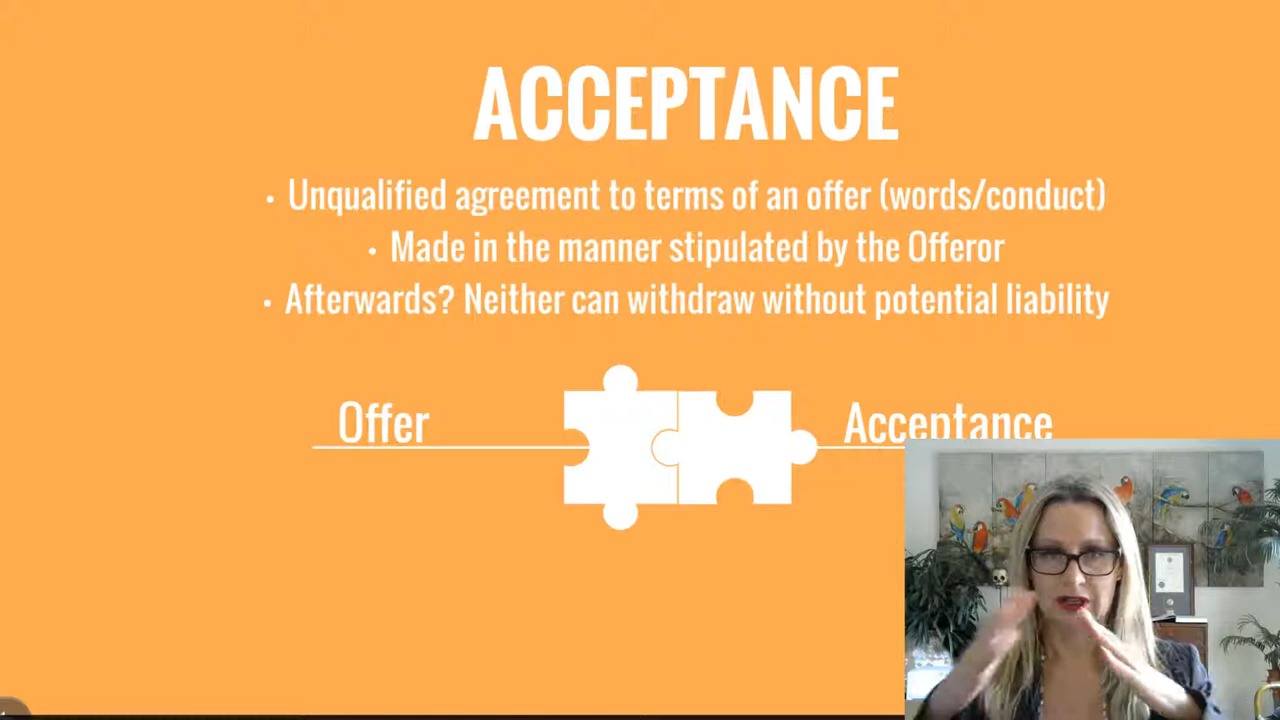 ACCEPTANCE
• Unqualified agreement to terms of an offer (words/conduct)
• Made in the manner stipulated by the Offeror
• Afterwards? Neither can withdraw without potential liability
Offer
Acceptance